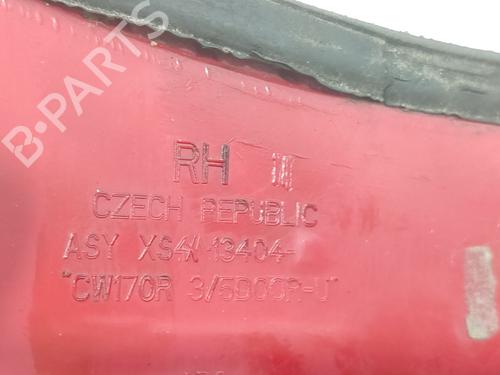 B-PARTS
RH
CZECH REPUBLIC
ASY XS4X-13404-
"CW170R 3/5DOOR-U"